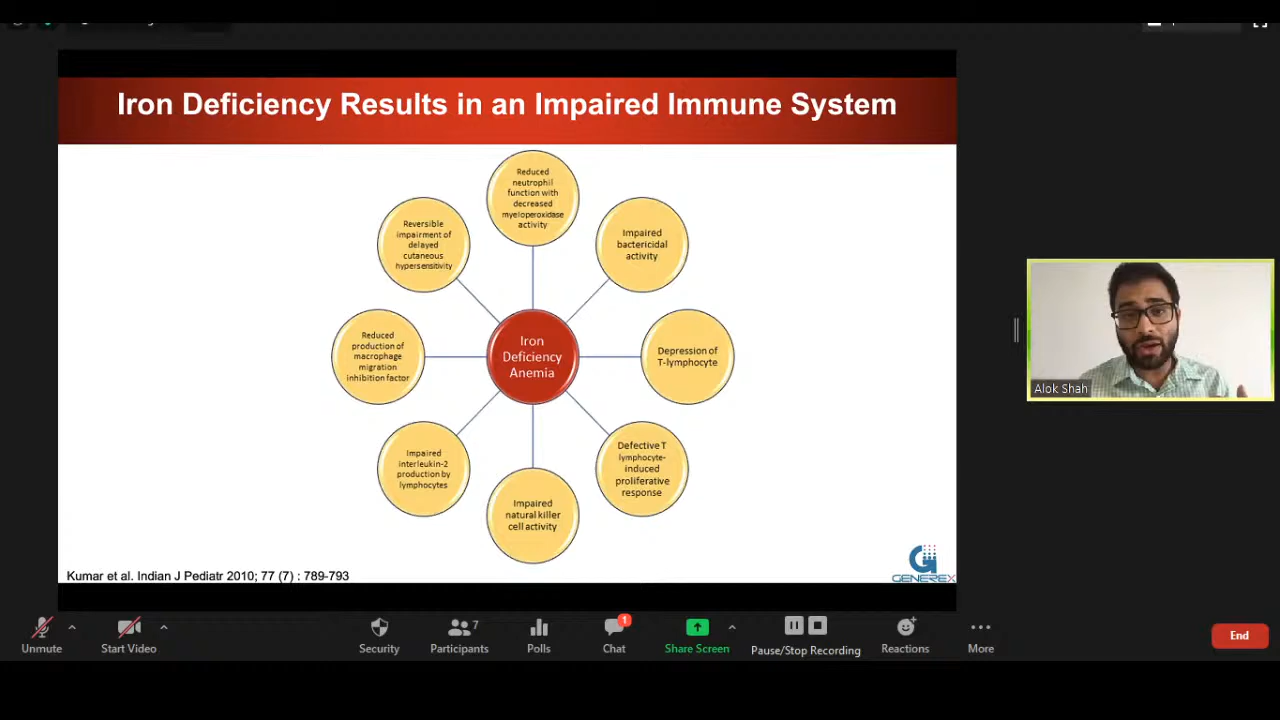 Iron Deficiency Results in an Impaired Immune System
Reduced
neutrophil
function with
decreased
myeloperoxidase
activity
Reversible
impairment of
delayed
cutaneous
hypersensitivity
Impaired
bactericidal
activity
Reduced
production of
macrophage
migration
inhibition factor
Iron
Deficiency
Anemia
Depression of
T-lymphocyte
Impaired
interleukin-2
production by
lymphocytes
Defective T
lymphocyte-
induced
proliferative
response
Impaired
natural killer
cell activity
Kumar et al. Indian J Pediatr 2010; 77 (7) : 789-793
GENEREX
Alok Shah
Unmute
Start Video
Security
Participants
7
Polls
Chat
1
Share Screen
Pause/Stop Recording
Reactions
More
End